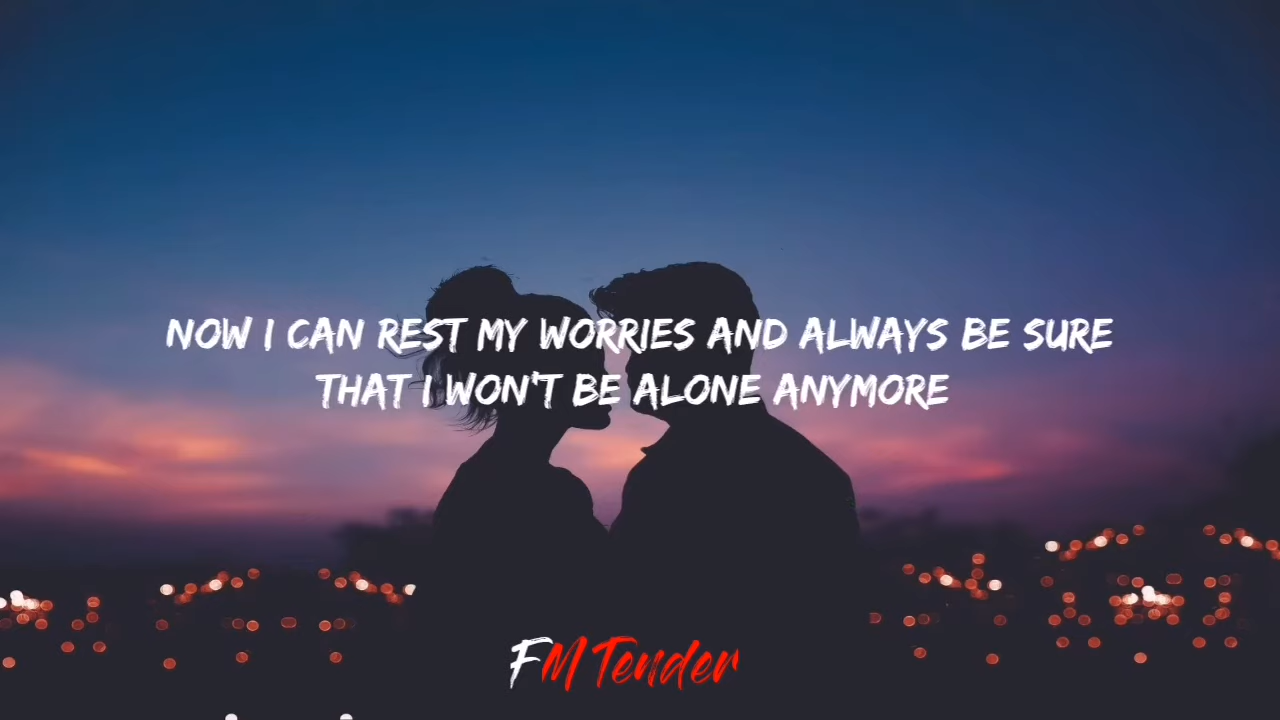 NOW I CAN REST MY WORRIES AND ALWAYS BE SURE
THAT I WON'T BE ALONE ANYMORE
FM Tender